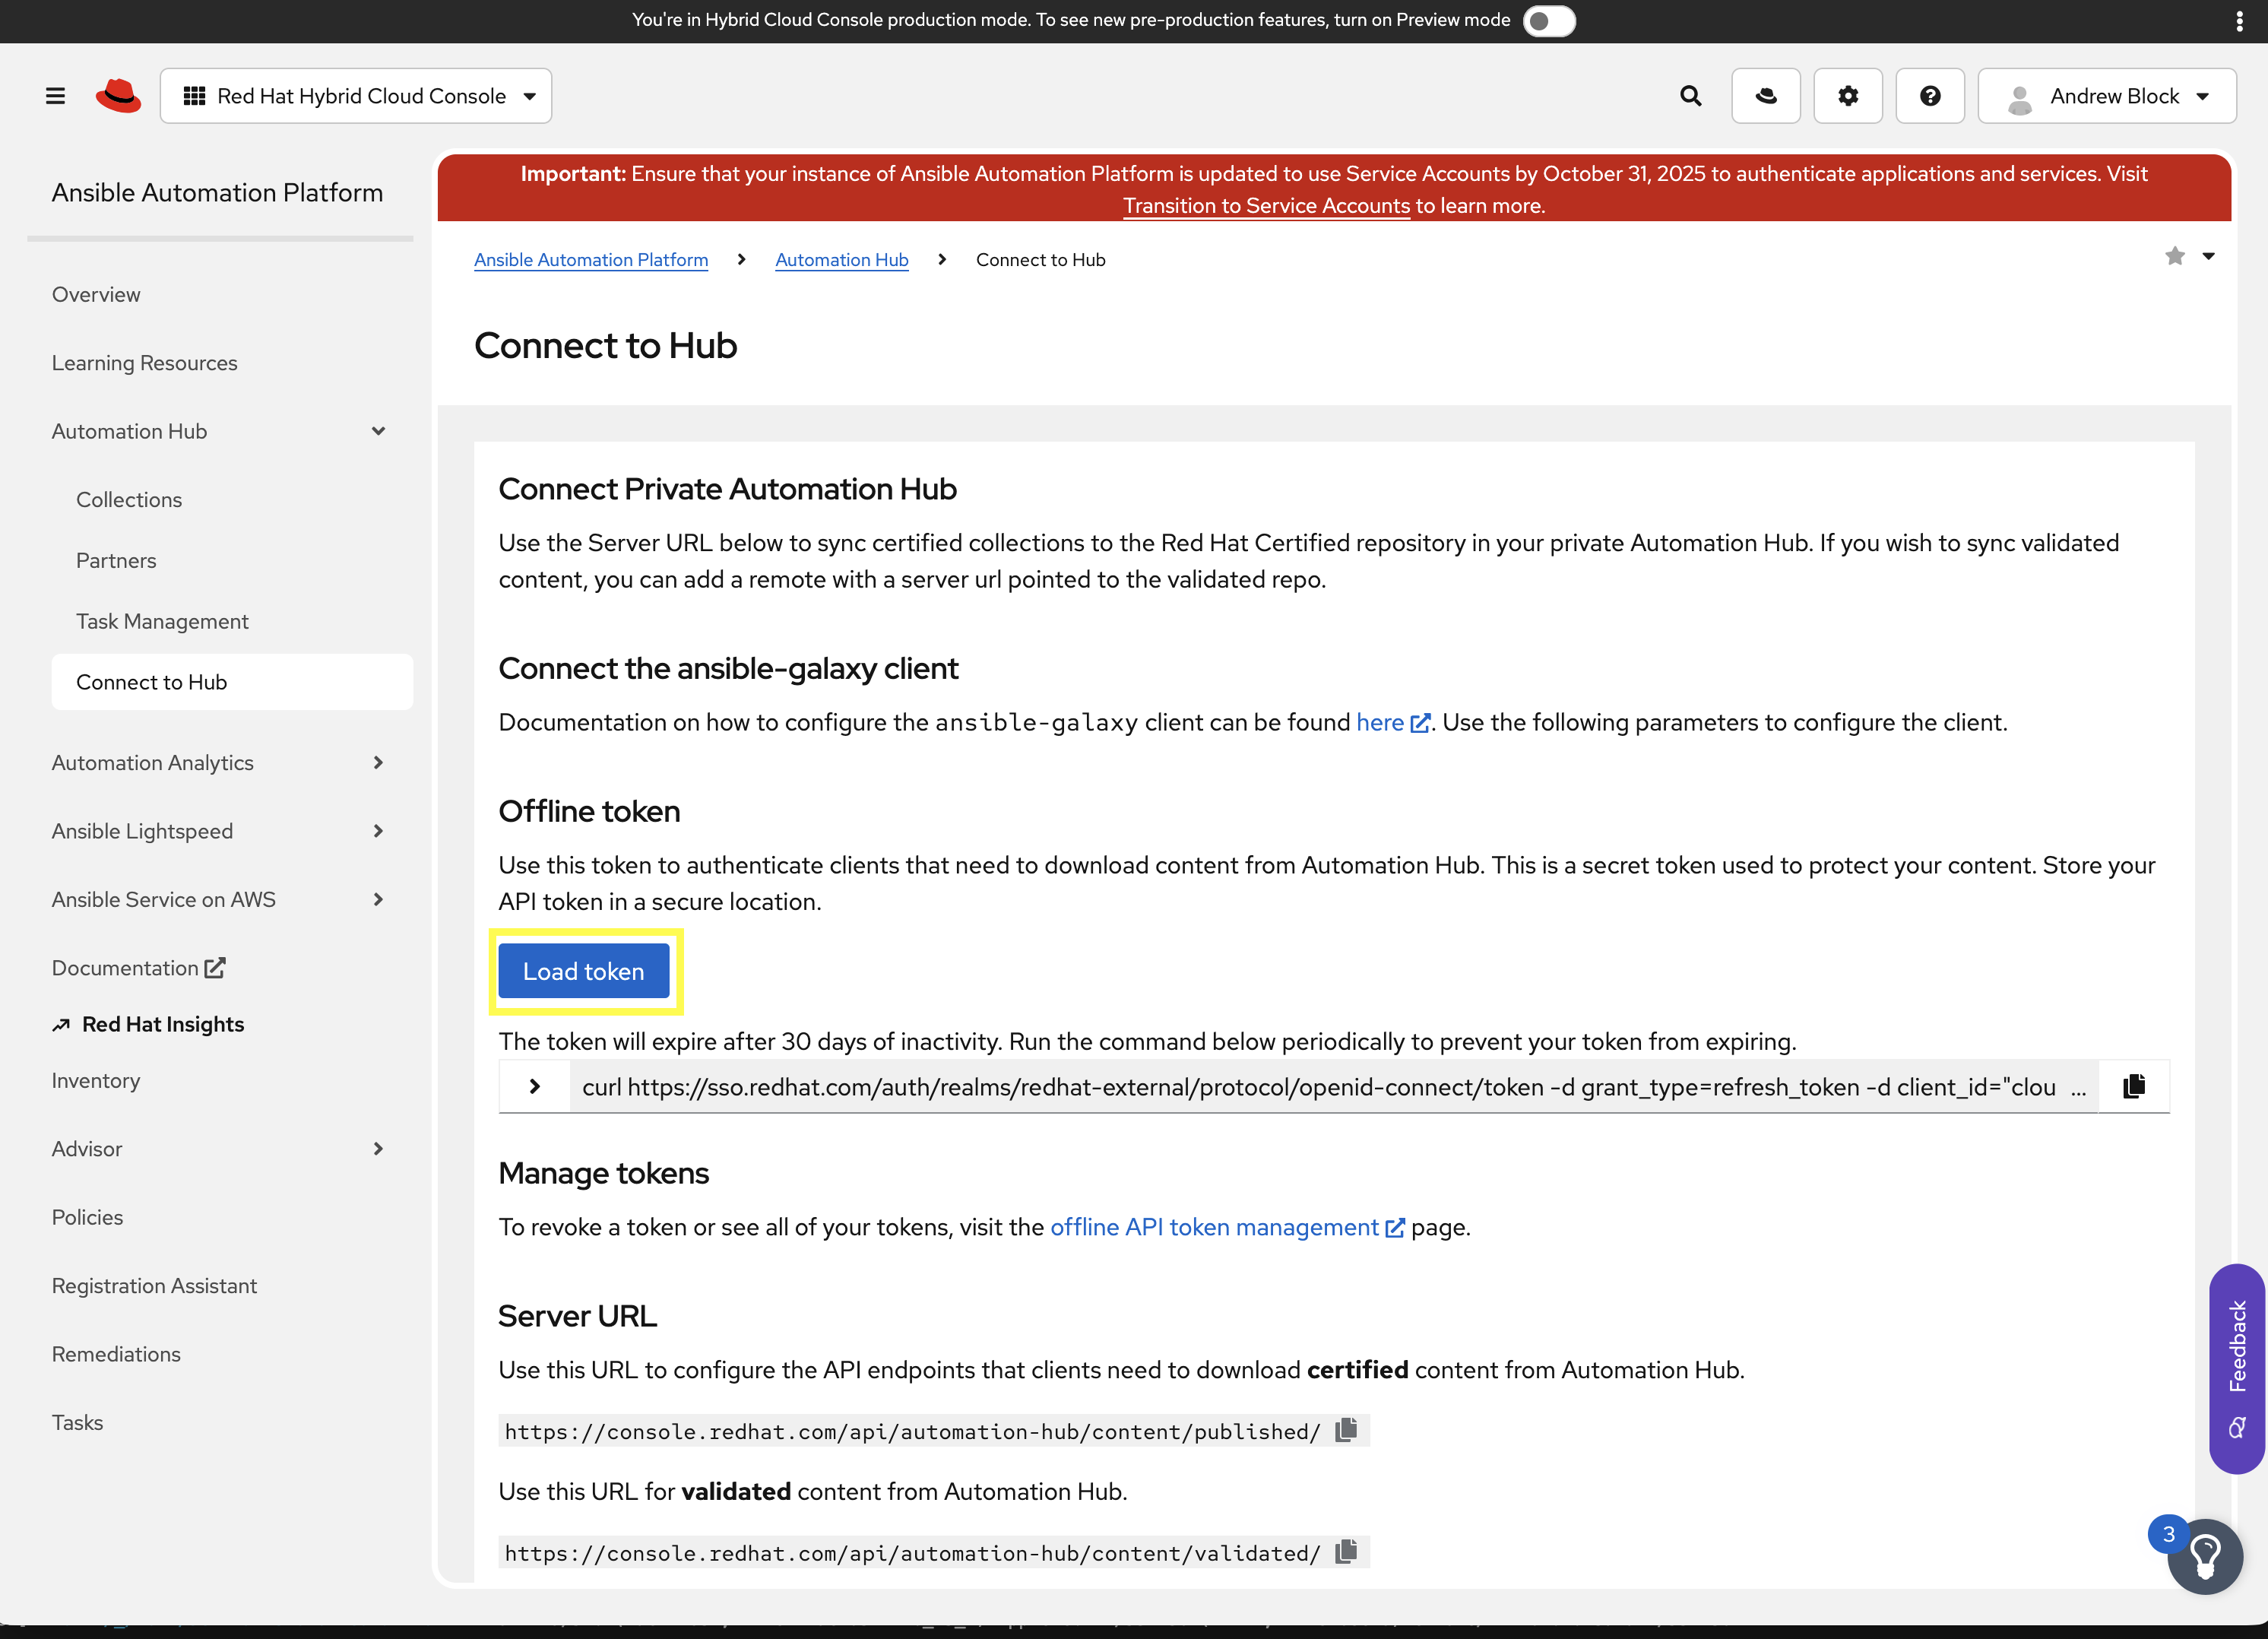 You're in Hybrid Cloud Console production mode. To see new pre-production features, turn on Preview mode
Red Hat Hybrid Cloud Console
Andrew Block
Ansible Automation Platform
Overview
Learning Resources
Automation Hub
Collections
Partners
Task Management
Connect to Hub
Automation Analytics
Ansible Lightspeed
Ansible Service on AWS
Documentation
Red Hat Insights
Inventory
Advisor
Policies
Registration Assistant
Remediations
Tasks
Important: Ensure that your instance of Ansible Automation Platform is updated to use Service Accounts by October 31, 2025 to authenticate applications and services. Visit
Transition to Service Accounts to learn more.
Ansible Automation Platform > Automation Hub > Connect to Hub
Connect to Hub
Connect Private Automation Hub
Use the Server URL below to sync certified collections to the Red Hat Certified repository in your private Automation Hub. If you wish to sync validated
content, you can add a remote with a server url pointed to the validated repo.
Connect the ansible-galaxy client
Documentation on how to configure the ansible-galaxy client can be found here. Use the following parameters to configure the client.
Offline token
Use this token to authenticate clients that need to download content from Automation Hub. This is a secret token used to protect your content. Store your
API token in a secure location.
Load token
The token will expire after 30 days of inactivity. Run the command below periodically to prevent your token from expiring.
curl https://sso.redhat.com/auth/realms/redhat-external/protocol/openid-connect/token -d grant_type=refresh_token -d client_id="clou ...
Manage tokens
To revoke a token or see all of your tokens, visit the offline API token management page.
Server URL
Use this URL to configure the API endpoints that clients need to download certified content from Automation Hub.
https://console.redhat.com/api/automation-hub/content/published/
Use this URL for validated content from Automation Hub.
https://console.redhat.com/api/automation-hub/content/validated/
Feedback
3